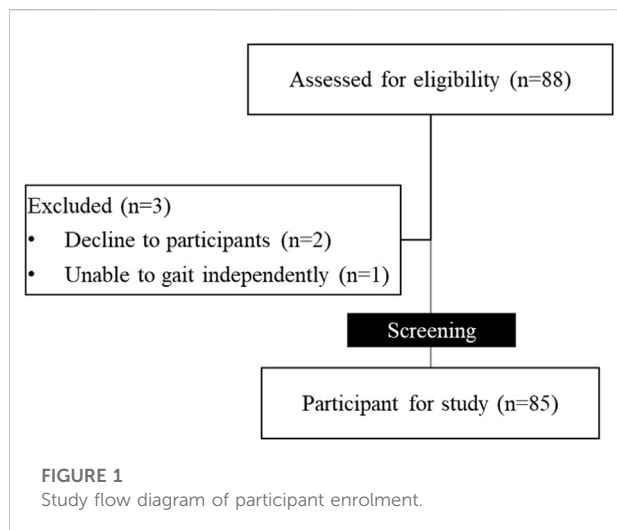 Assessed for eligibility (n=88)
Excluded (n=3)
• Decline to participants (n=2)
• Unable to gait independently (n=1)
Screening
Participant for study (n=85)
FIGURE 1
Study flow diagram of participant enrolment.